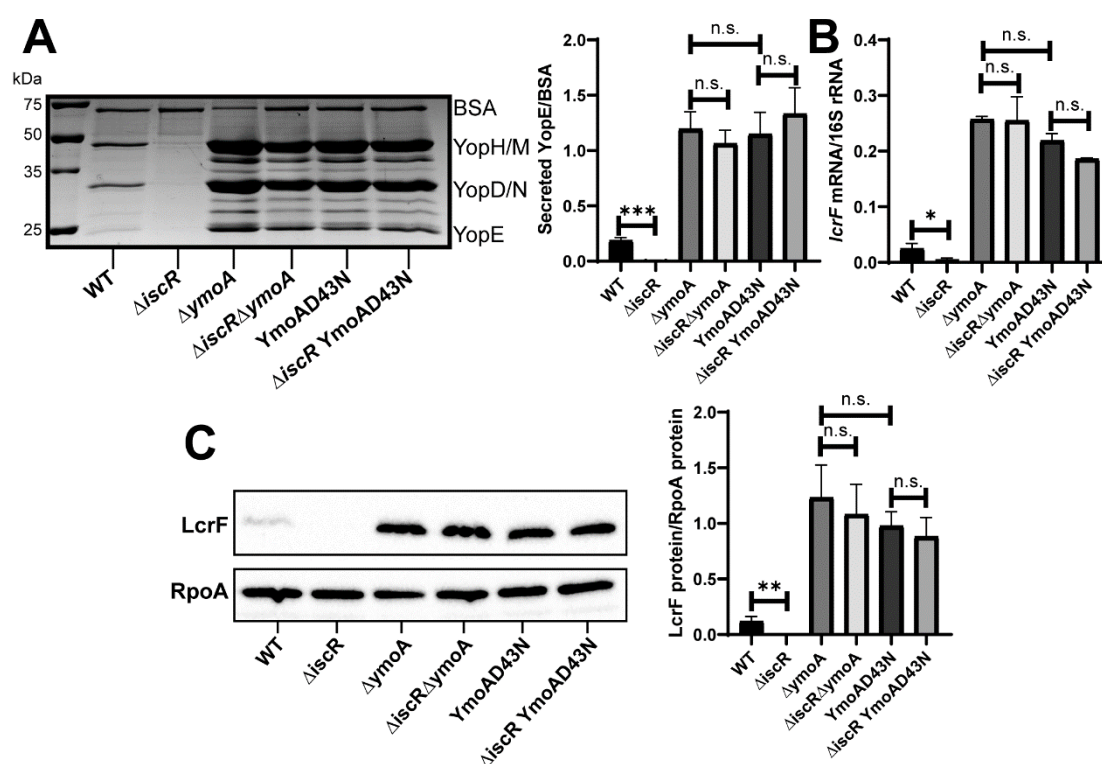 A
kDa
75
50
35
25
BSA
YopH/M
YopD/N
YopE
WT
ΔiscR
ΔymoA
ΔiscRΔymoA
YmoAD43N
ΔiscR YmoAD43N
Secreted YopE/BSA
2.0
1.5
1.0
0.5
0.0
***
n.s.
n.s.
n.s.
WT
ΔiscR
ΔymoA
ΔiscRΔymoA
YmoAD43N
ΔiscR YmoAD43N
B
lcrF mRNA/16S rRNA
0.4
0.3
0.2
0.1
0.0
*
n.s.
n.s.
n.s.
WT
ΔiscR
ΔymoA
ΔiscRΔymoA
YmoAD43N
ΔiscR YmoAD43N
C
LcrF
RpoA
WT
ΔiscR
ΔymoA
ΔiscRΔymoA
YmoAD43N
ΔiscR YmoAD43N
LcrF protein/RpoA protein
2.0
1.5
1.0
0.5
0.0
**
n.s.
n.s.
n.s.
WT
ΔiscR
ΔymoA
ΔiscRΔymoA
YmoAD43N
ΔiscR YmoAD43N